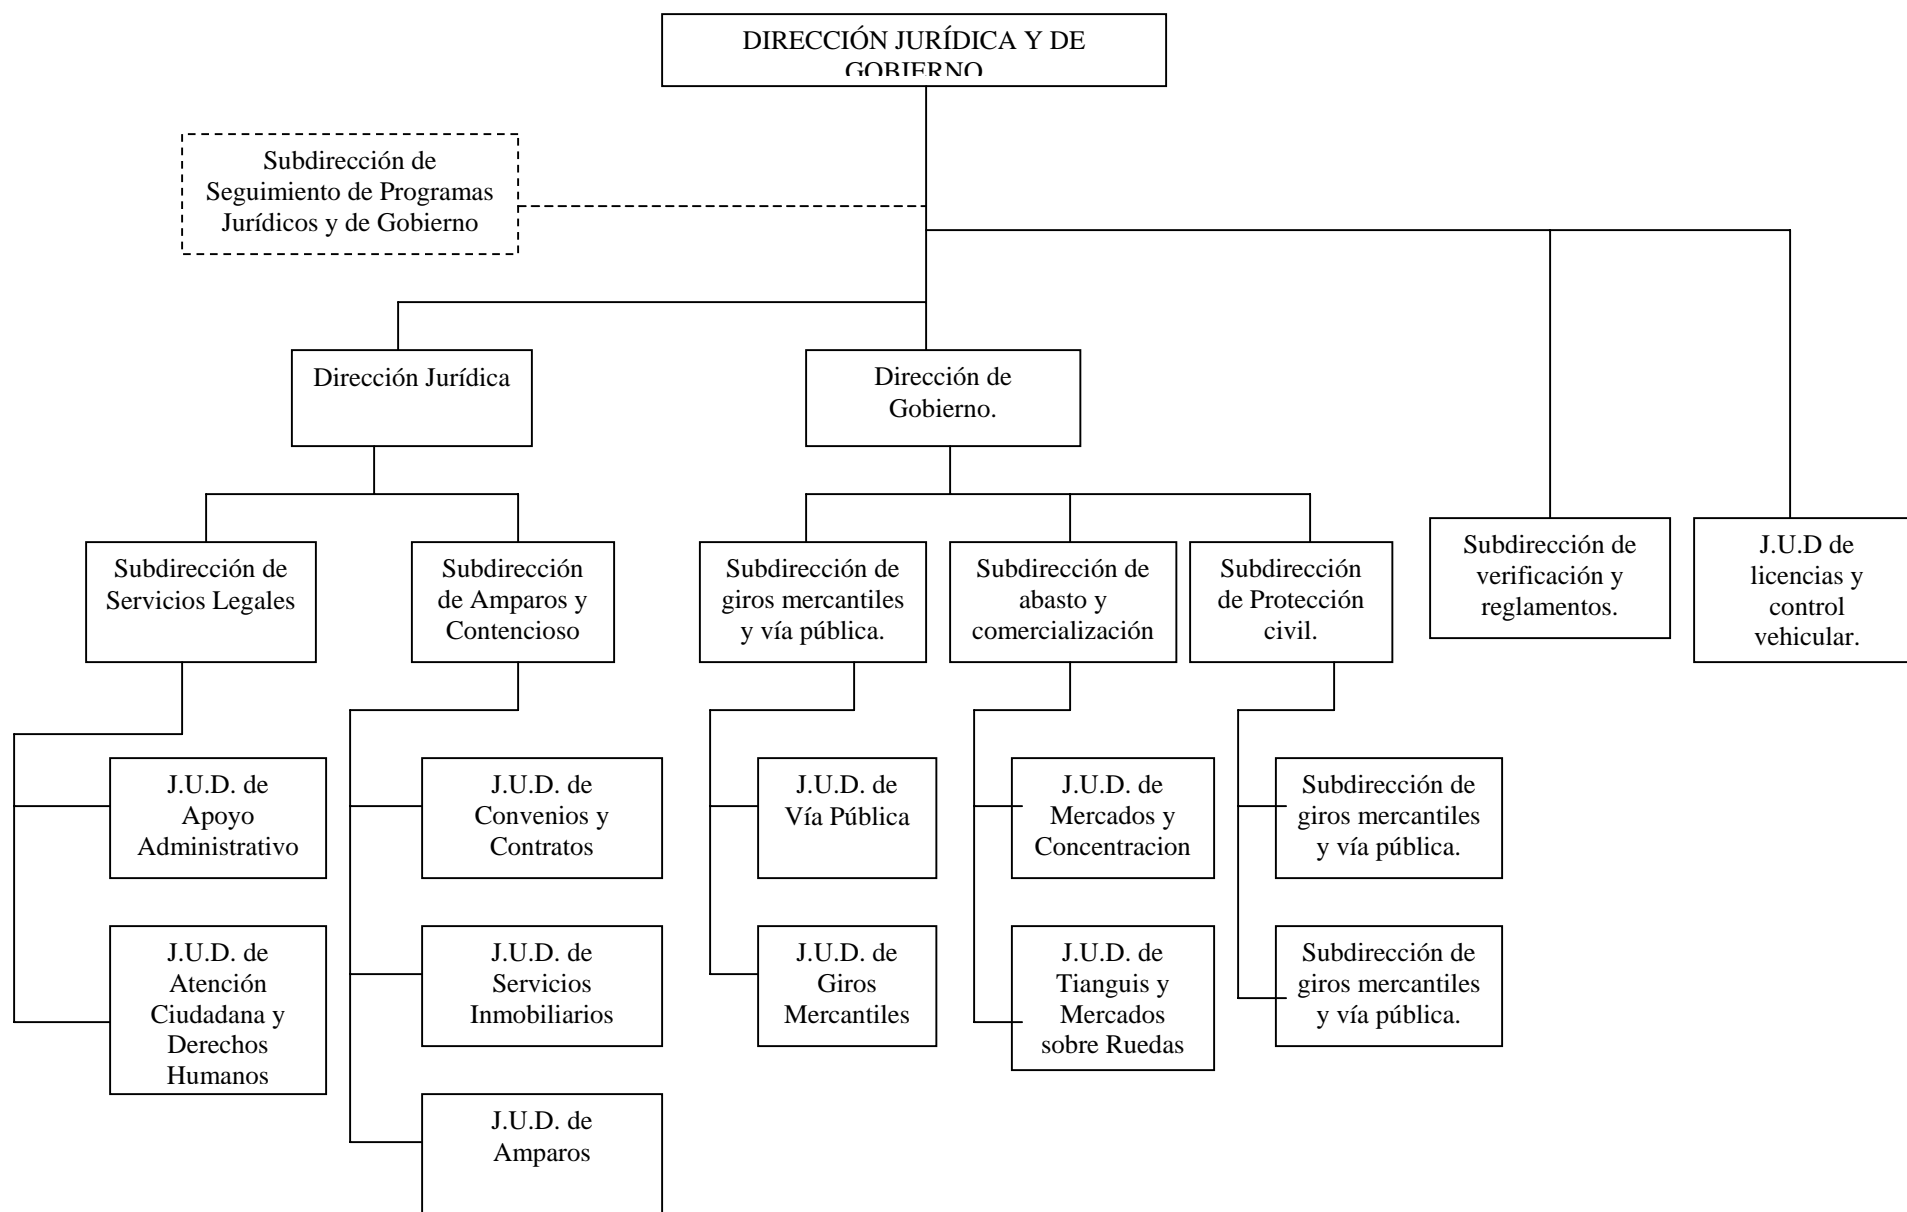 DIRECCIÓN JURÍDICA Y DE
GOBIERNO
Subdirección de
Seguimiento de Programas
Jurídicos y de Gobierno
Dirección Jurídica
Dirección de
Gobierno.
Subdirección de
Servicios Legales
Subdirección
de Amparos y
Contencioso
Subdirección de
giros mercantiles
y vía pública.
Subdirección de
abasto y
comercialización
Subdirección
de Protección
civil.
Subdirección de
verificación y
reglamentos.
J.U.D de
licencias y
control
vehicular.
J.U.D. de
Apoyo
Administrativo
J.U.D. de
Convenios y
Contratos
J.U.D. de
Vía Pública
J.U.D. de
Mercados y
Concentracion
Subdirección de
giros mercantiles
y vía pública.
J.U.D. de
Atención
Ciudadana y
Derechos
Humanos
J.U.D. de
Servicios
Inmobiliarios
J.U.D. de
Giros
Mercantiles
J.U.D. de
Tianguis y
Mercados
sobre Ruedas
Subdirección de
giros mercantiles
y vía pública.
J.U.D. de
Amparos